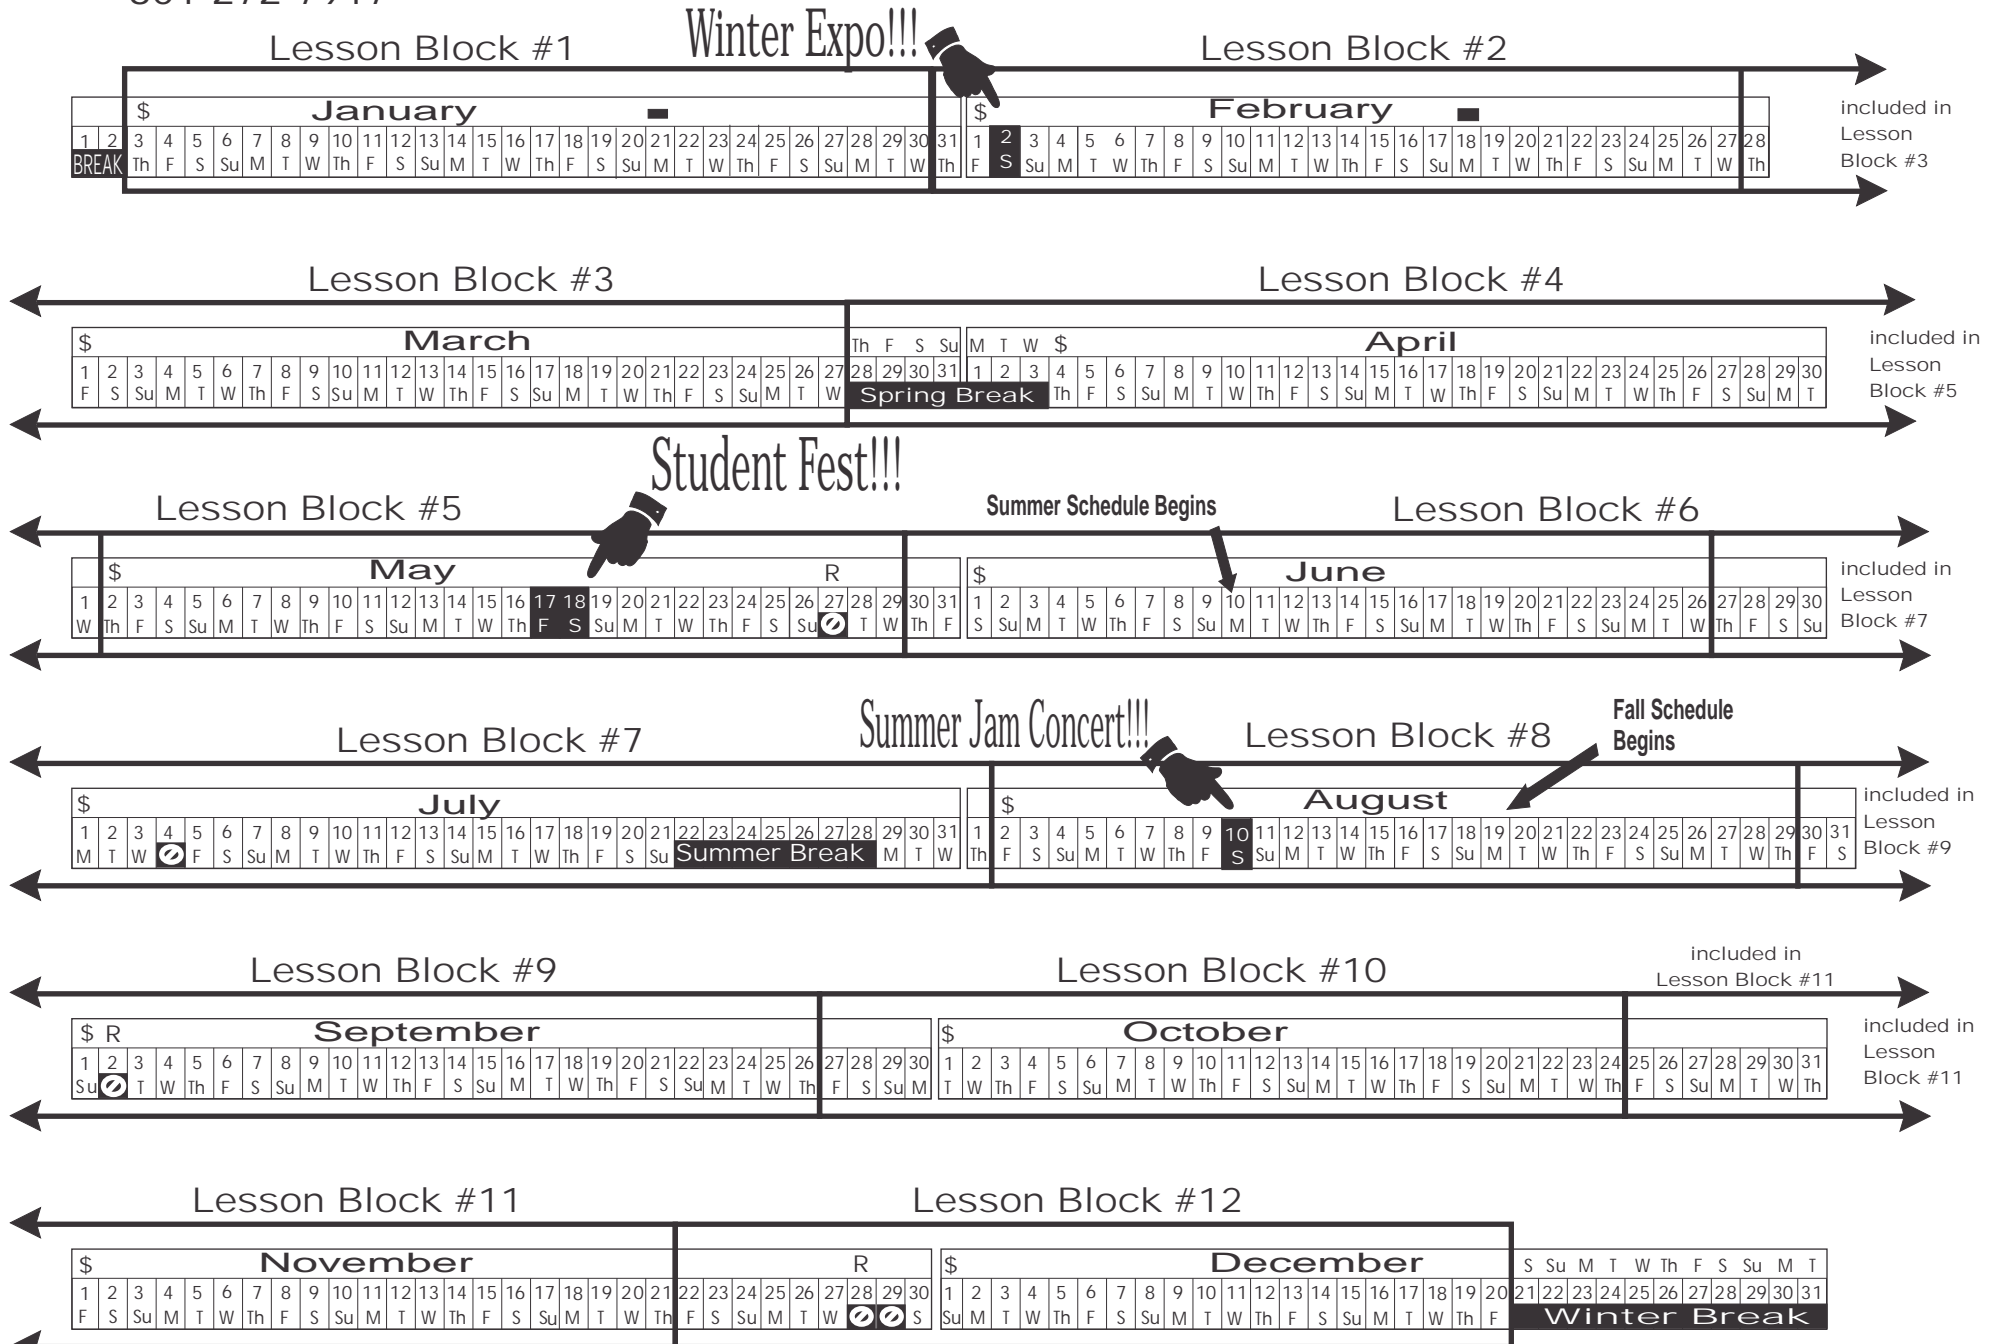 Lesson Block #1 Winter Expo!!! Lesson Block #2
$ January $ February
1 2 3 4 5 6 7 8 9 10 11 12 13 14 15 16 17 18 19 20 21 22 23 24 25 26 27 28 29 30 31 1 2 3 4 5 6 7 8 9 10 11 12 13 14 15 16 17 18 19 20 21 22 23 24 25 26 27 28
BREAK Th F S Su M T W Th F S Su M T W Th F S Su M T W Th F S Su M T W Th F S Su M T W Th F S Su M T W Th F S Su M T W Th F S Su M T W Th
included in
Lesson
Block #3
Lesson Block #3 Lesson Block #4
$ March Th F S Su M T W $ April
1 2 3 4 5 6 7 8 9 10 11 12 13 14 15 16 17 18 19 20 21 22 23 24 25 26 27 28 29 30 31 1 2 3 4 5 6 7 8 9 10 11 12 13 14 15 16 17 18 19 20 21 22 23 24 25 26 27 28 29 30
F S Su M T W Th F S Su M T W Th F S Su M T W Th F S Su M T W Spring Break Th F S Su M T W Th F S Su M T W Th F S Su M T W Th F S Su M T
included in
Lesson
Block #5
Student Fest!!!
Lesson Block #5 Summer Schedule Begins Lesson Block #6
$ May R $ June
1 2 3 4 5 6 7 8 9 10 11 12 13 14 15 16 17 18 19 20 21 22 23 24 25 26 27 28 29 30 31 1 2 3 4 5 6 7 8 9 10 11 12 13 14 15 16 17 18 19 20 21 22 23 24 25 26 27 28 29 30
W Th F S Su M T W Th F S Su M T W Th F S Su M T W Th F S Su T W Th F S Su M T W Th F S Su M T W Th F S Su M T W Th F S Su M T W Th F S Su
included in
Lesson
Block #7
Summer Jam Concert!!! Fall Schedule
Begins
Lesson Block #7 Lesson Block #8
$ July $ August
1 2 3 4 5 6 7 8 9 10 11 12 13 14 15 16 17 18 19 20 21 22 23 24 25 26 27 28 29 30 31 1 2 3 4 5 6 7 8 9 10 11 12 13 14 15 16 17 18 19 20 21 22 23 24 25 26 27 28 29 30 31
M T W F S Su M T W Th F S Su M T W Th F S Su Summer Break M T W Th F S Su M T W Th F S Su M T W Th F S Su M T W Th F S Su M T W Th F S
included in
Lesson
Block #9
Lesson Block #9 Lesson Block #10
included in
Lesson Block #11
$ R September $ October
1 2 3 4 5 6 7 8 9 10 11 12 13 14 15 16 17 18 19 20 21 22 23 24 25 26 27 28 29 30 1 2 3 4 5 6 7 8 9 10 11 12 13 14 15 16 17 18 19 20 21 22 23 24 25 26 27 28 29 30 31
Su T W Th F S Su M T W Th F S Su M T W Th F S Su M T W Th F S Su M T W Th F S Su M T W Th F S Su M T W Th F S Su M T W Th F S Su M T W Th
included in
Lesson
Block #11
Lesson Block #11 Lesson Block #12
$ November R $ December S Su M T W Th F S Su M T
1 2 3 4 5 6 7 8 9 10 11 12 13 14 15 16 17 18 19 20 21 22 23 24 25 26 27 28 29 30 1 2 3 4 5 6 7 8 9 10 11 12 13 14 15 16 17 18 19 20 21 22 23 24 25 26 27 28 29 30 31
F S Su M T W Th F S Su M T W Th F S Su M T W Th F S Su M T W S Su M T W Th F S Su M T W Th F S Su M T W Th F Winter Break